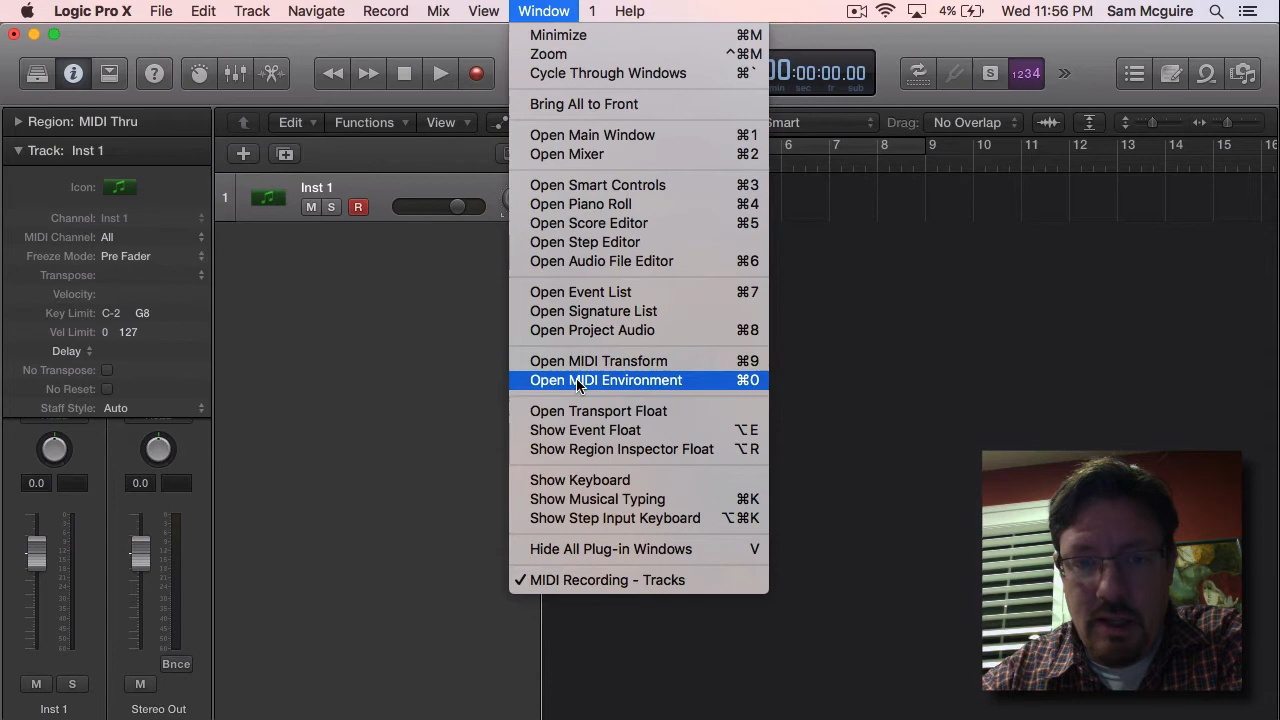 Logic Pro X File Edit Track Navigate Record Mix View Window 1 Help 4% Wed 11:56 PM Sam Mcguire
00:00:00.00
min sec fr sub
S
1234
Region: MIDI Thru
Edit Functions View
Smart Drag: No Overlap
Track: Inst 1
6 7 8 9 10 11 12 13 14 15 16
Icon:
1 Inst 1
M S R
Channel: Inst 1
MIDI Channel: All
Freeze Mode: Pre Fader
Transpose:
Velocity:
Key Limit: C-2 G8
Vel Limit: 0 127
Delay
No Transpose:
No Reset:
Staff Style: Auto
0.0 0.0
Bnce
M S M
Inst 1 Stereo Out
Minimize ⌘M
Zoom ^⌘M
Cycle Through Windows ⌘`
Bring All to Front
Open Main Window ⌘1
Open Mixer ⌘2
Open Smart Controls ⌘3
Open Piano Roll ⌘4
Open Score Editor ⌘5
Open Step Editor
Open Audio File Editor ⌘6
Open Event List ⌘7
Open Signature List
Open Project Audio ⌘8
Open MIDI Transform ⌘9
Open MIDI Environment ⌘0
Open Transport Float
Show Event Float ⌥E
Show Region Inspector Float ⌥R
Show Keyboard
Show Musical Typing ⌘K
Show Step Input Keyboard ⌥⌘K
Hide All Plug-in Windows V
✓ MIDI Recording - Tracks